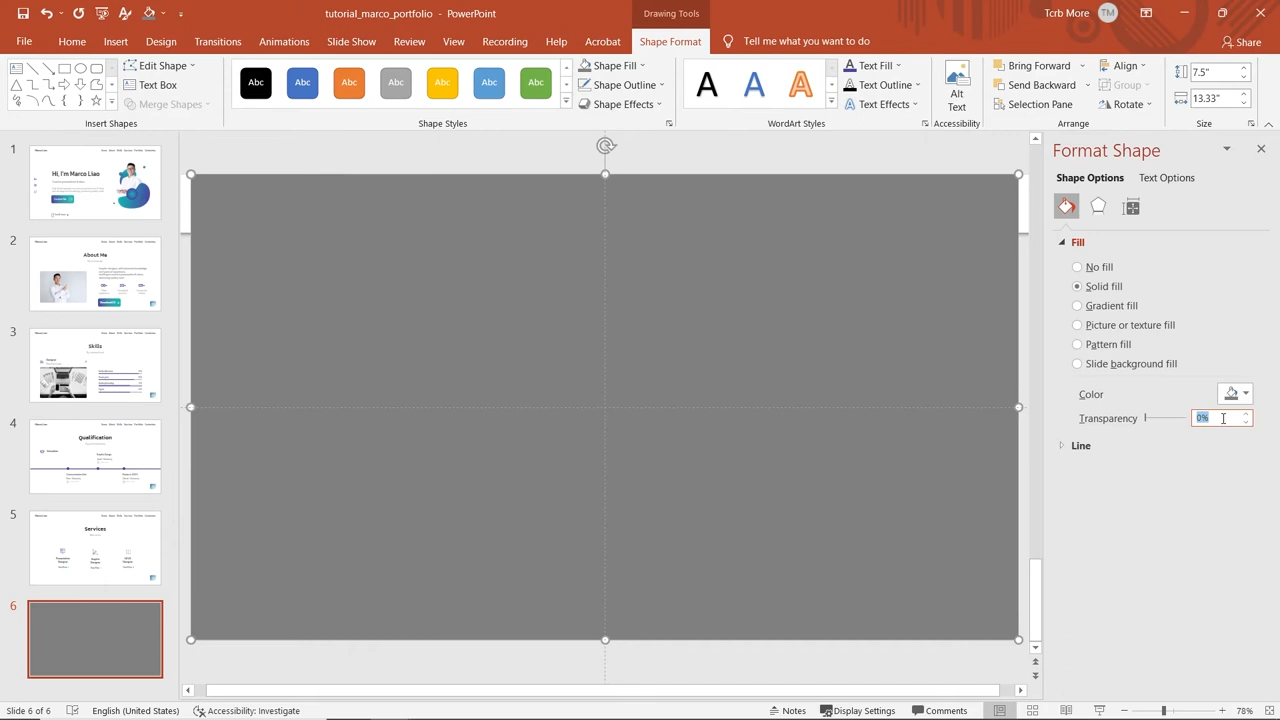 tutorial_marco_portfolio - PowerPoint
Drawing Tools
Tcrb More
TM
File
Home
Insert
Design
Transitions
Animations
Slide Show
Review
View
Recording
Help
Acrobat
Shape Format
Tell me what you want to do
Share
Edit Shape
Text Box
Merge Shapes
Insert Shapes
Abc Abc Abc Abc Abc Abc Abc
Shape Fill
Shape Outline
Shape Effects
Shape Styles
A A A
Text Fill
Text Outline
Text Effects
WordArt Styles
Alt
Text
Accessibility
Bring Forward
Send Backward
Selection Pane
Align
Group
Rotate
Arrange
7.5"
13.33"
Size
1
Hi, I'm Marco Liao
2
About Me
3
Skills
4
Qualification
5
Services
6
Format Shape
Shape Options
Text Options
Fill
No fill
Solid fill
Gradient fill
Picture or texture fill
Pattern fill
Slide background fill
Color
Transparency
0%
Line
Slide 6 of 6
English (United States)
Accessibility: Investigate
Notes
Display Settings
Comments
78%